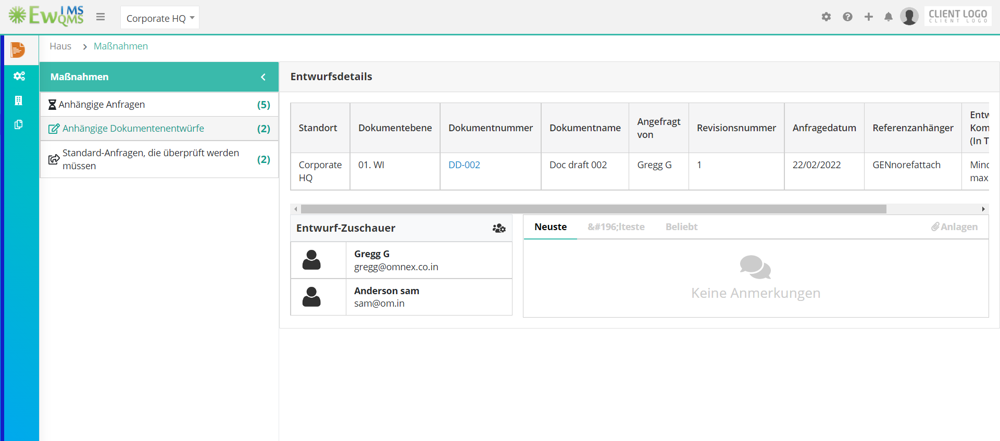 EwIMS
QMS
Corporate HQ
CLIENT LOGO
CLIENT LOGO
Haus
Maßnahmen
Maßnahmen
Anhängige Anfragen (5)
Anhängige Dokumentenentwürfe (2)
Standard-Anfragen, die überprüft werden
müssen
(2)
Entwurfsdetails
Standort
Dokumentebene
Dokumentnummer
Dokumentname
Angefragt
von
Revisionsnummer
Anfragedatum
Referenzanhänger
Entw
Kom
(In T
Corporate
HQ
01. WI
DD-002
Doc draft 002
Gregg G
1
22/02/2022
GENnorefattach
max
Entwurf-Zuschauer
Gregg G
gregg@omnex.co.in
Anderson sam
sam@om.in
Neuste
&#196;lteste
Beliebt
Anlagen
Keine Anmerkungen